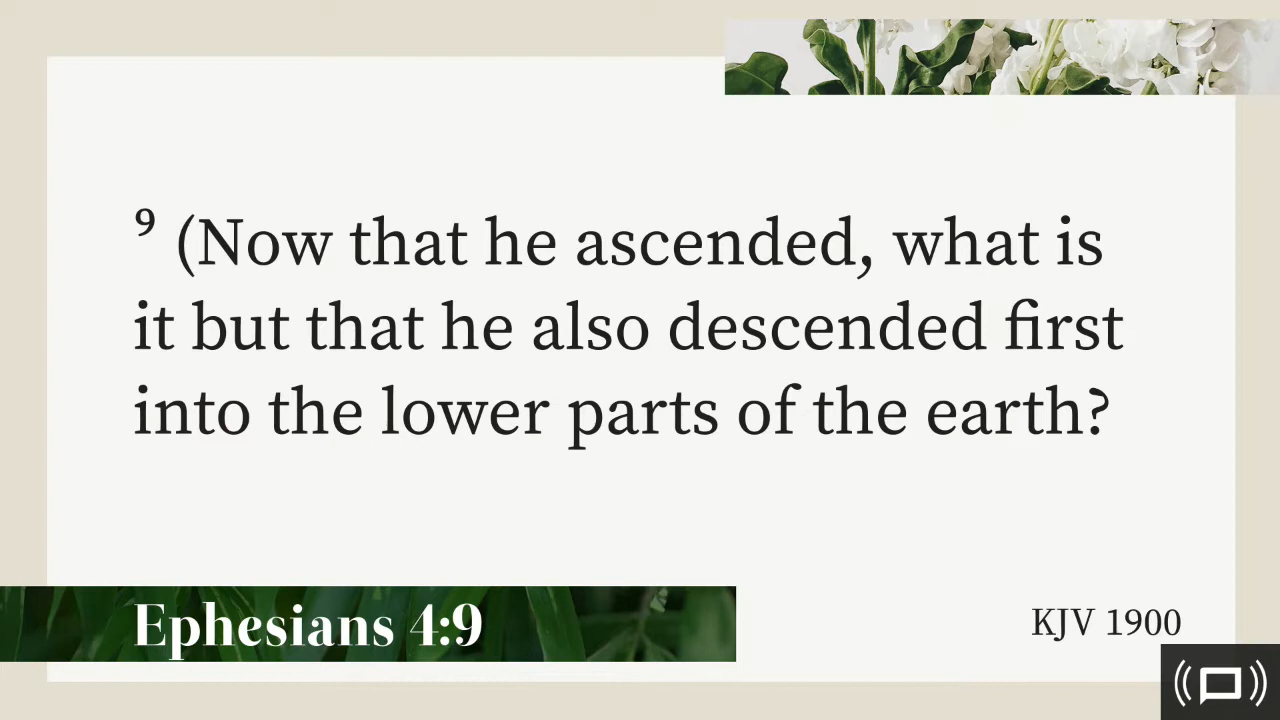 ⁹ (Now that he ascended, what is
it but that he also descended first
into the lower parts of the earth?
Ephesians 4:9
KJV 1900